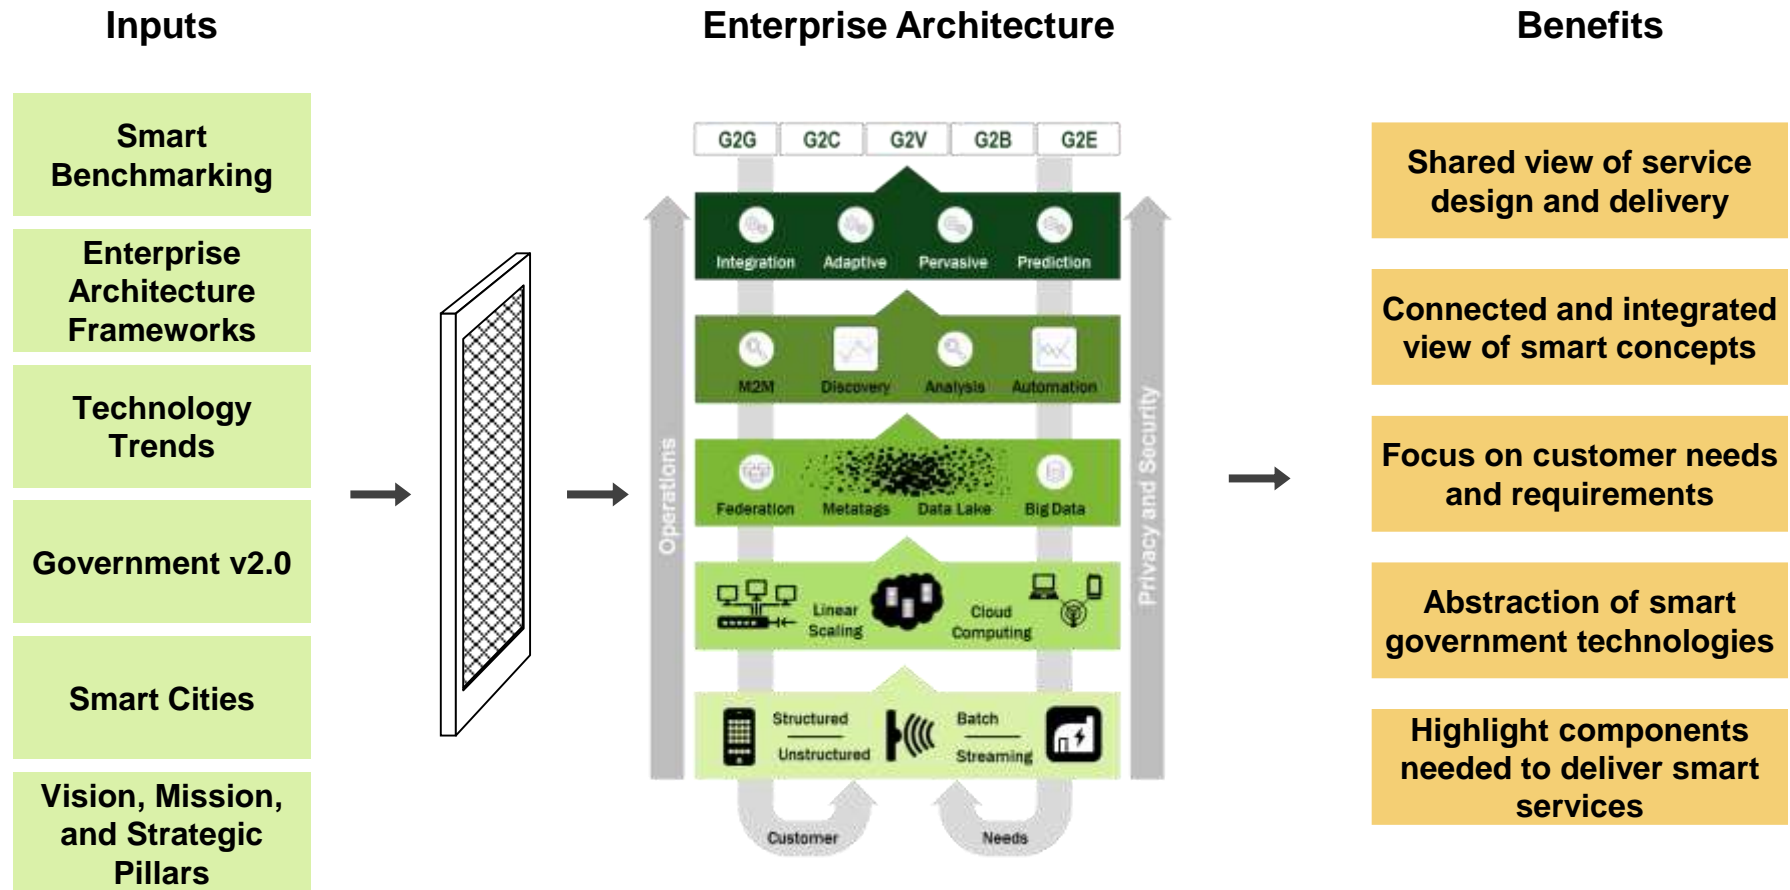 Inputs
Enterprise Architecture
Benefits
Smart
Benchmarking
Enterprise
Architecture
Frameworks
Technology
Trends
Government v2.0
Smart Cities
Vision, Mission,
and Strategic
Pillars
G2G
G2C
G2V
G2B
G2E
Integration
Adaptive
Pervasive
Prediction
M2M
Discovery
Analysis
Automation
Federation
Metatags
Data Lake
Big Data
Linear
Scaling
Cloud
Computing
Structured
Unstructured
Batch
Streaming
Customer
Needs
Operations
Privacy and Security
Shared view of service
design and delivery
Connected and integrated
view of smart concepts
Focus on customer needs
and requirements
Abstraction of smart
government technologies
Highlight components
needed to deliver smart
services